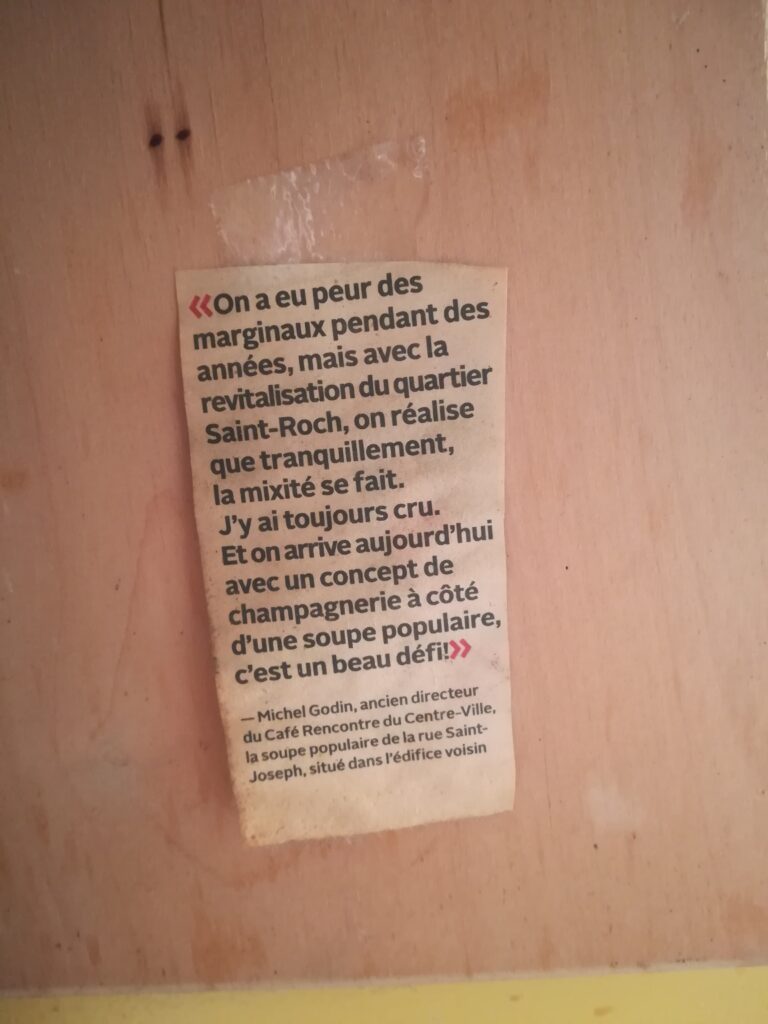 «On a eu peur des
marginaux pendant des
années, mais avec la
revitalisation du quartier
Saint-Roch, on réalise
que tranquillement,
la mixité se fait.
J'y ai toujours cru.
Et on arrive aujourd'hui
avec un concept de
champagnerie à côté
d'une soupe populaire,
c'est un beau défi!»
— Michel Godin, ancien directeur
du Café Rencontre du Centre-Ville,
la soupe populaire de la rue Saint-
Joseph, situé dans l'édifice voisin